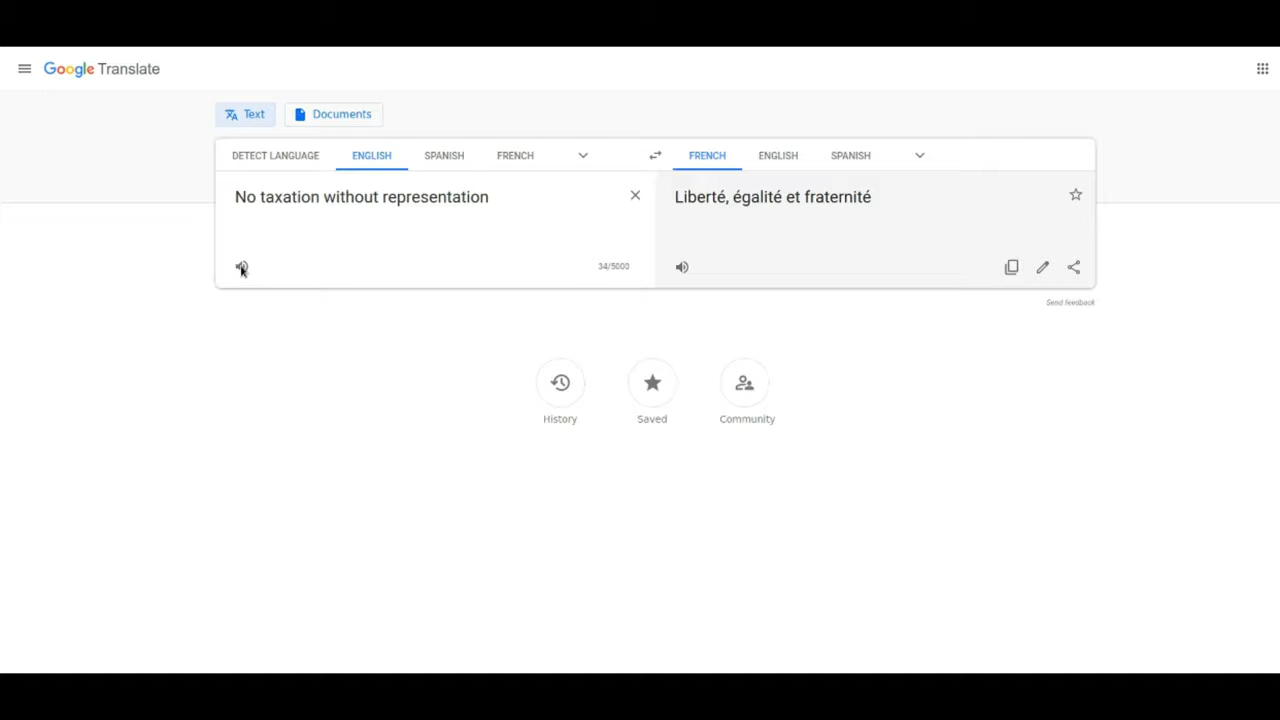 Google Translate
Text
Documents
DETECT LANGUAGE
ENGLISH
SPANISH
FRENCH
FRENCH
ENGLISH
SPANISH
No taxation without representation
Liberté, égalité et fraternité
34/5000
Send feedback
History
Saved
Community